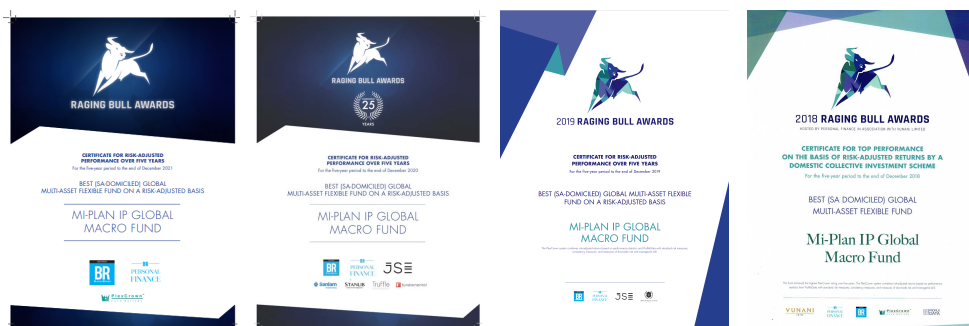 RAGING BULL AWARDS
CERTIFICATE FOR RISK-ADJUSTED
PERFORMANCE OVER FIVE YEARS
For the five-year period to the end of December 2021
BEST (SA-DOMICILED) GLOBAL
MULTI-ASSET FLEXIBLE FUND ON A RISK-ADJUSTED BASIS
MI-PLAN IP GLOBAL
MACRO FUND
BR
PERSONAL
FINANCE
PlexCrown
RAGING BULL AWARDS
25
YEARS
CERTIFICATE FOR RISK-ADJUSTED
PERFORMANCE OVER FIVE YEARS
For the five-year period to the end of December 2020
BEST (SA-DOMICILED) GLOBAL
MULTI-ASSET FLEXIBLE FUND ON A RISK-ADJUSTED BASIS
MI-PLAN IP GLOBAL
MACRO FUND
BR
PERSONAL
FINANCE
JSE
Sanlam
STANLIB
Truffle
2019 RAGING BULL AWARDS
CERTIFICATE FOR RISK-ADJUSTED
PERFORMANCE OVER FIVE YEARS
For the five-year period to the end of December 2019
BEST (SA-DOMICILED) GLOBAL MULTI-ASSET FLEXIBLE
FUND ON A RISK-ADJUSTED BASIS
MI-PLAN IP GLOBAL
MACRO FUND
BR
PERSONAL
FINANCE
JSE
2018 RAGING BULL AWARDS
HOSTED BY PERSONAL FINANCE IN ASSOCIATION WITH YUNANI LIMITED
CERTIFICATE FOR TOP PERFORMANCE
ON THE BASIS OF RISK-ADJUSTED RETURNS BY A
DOMESTIC COLLECTIVE INVESTMENT SCHEME
For the five-year period to the end of December 2018
BEST (SA DOMICILED) GLOBAL
MULTI-ASSET FLEXIBLE FUND
Mi-Plan IP Global
Macro Fund
YUNANI
PERSONAL
FINANCE
BR
PlexCrown